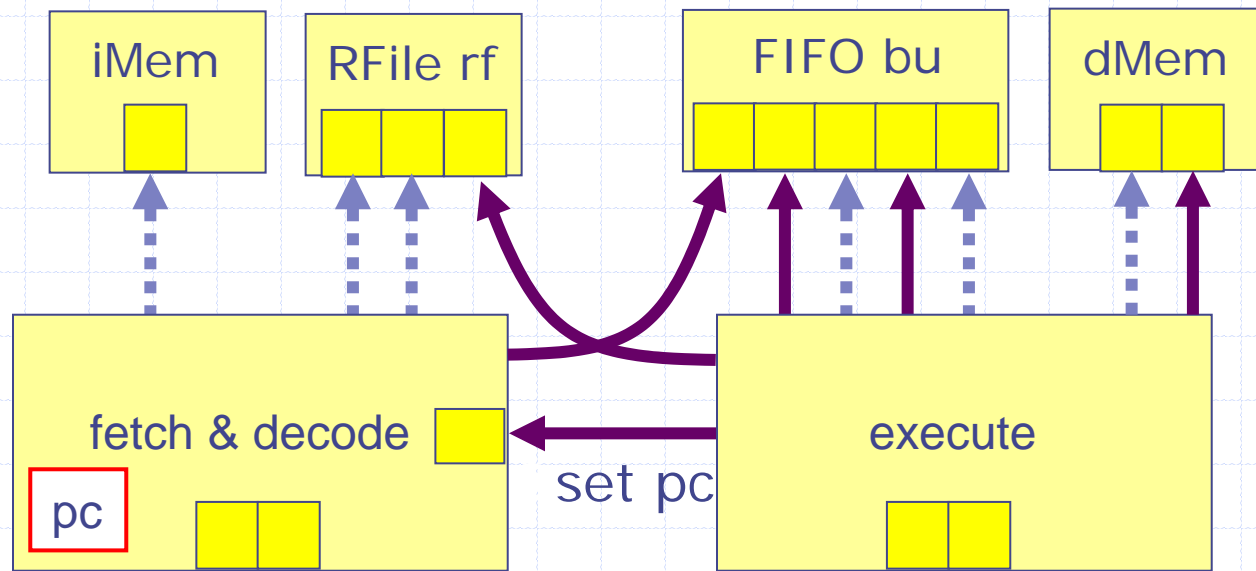 iMem
RFile rf
FIFO bu
dMem
fetch & decode
execute
set pc
pc